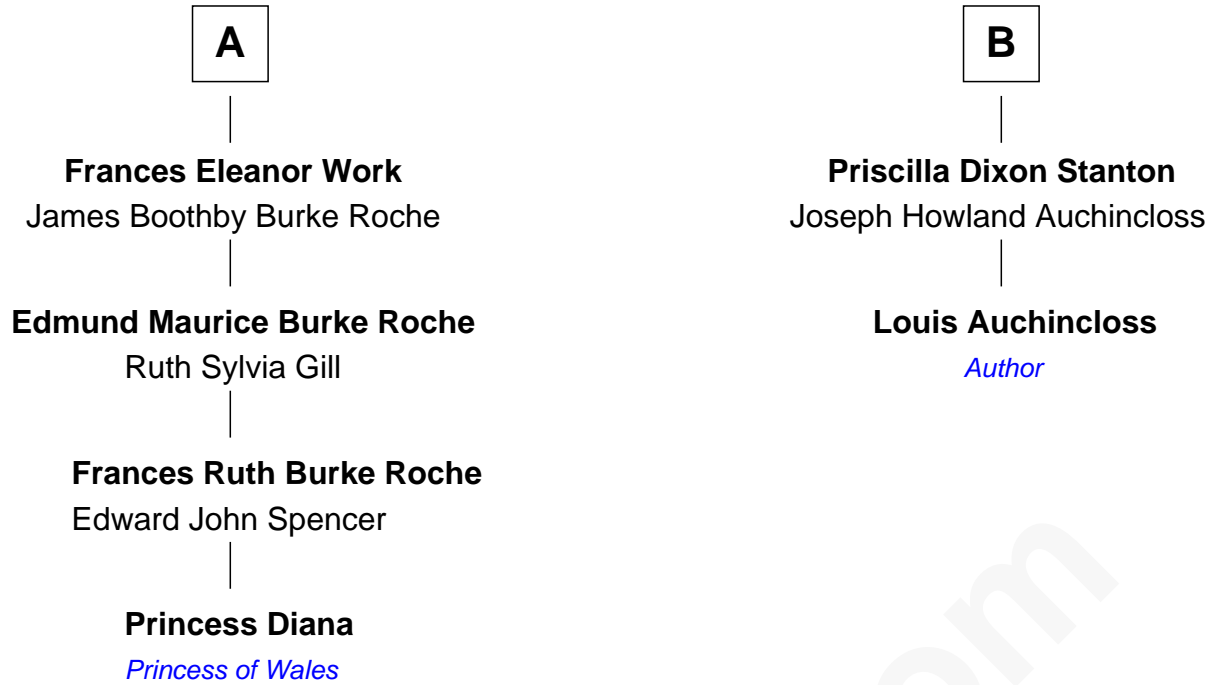 A
Frances Eleanor Work
James Boothby Burke Roche
Edmund Maurice Burke Roche
Ruth Sylvia Gill
Frances Ruth Burke Roche
Edward John Spencer
Princess Diana
Princess of Wales
B
Priscilla Dixon Stanton
Joseph Howland Auchincloss
Louis Auchincloss
Author
om